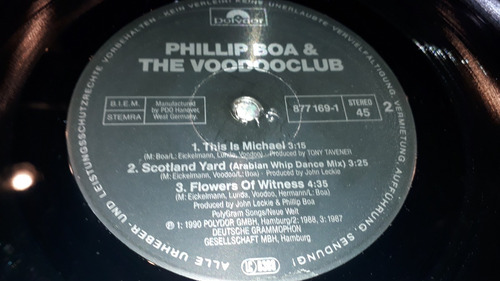 KEIN VERLEIH! KEINE UNERLAUBTE VERVIELFÄLTIGUNG, VERMIETUNG, AUFFÜHRUNG, SENDUNG!
ALLE URHEBER- UND LEISTUNGSSCHUTZRECHTE VORBEHALTEN
Polydor
PHILLIP BOA &
THE VOODOOCLUB
B.I.E.M.
STEMRA
Manufactured
by PDO Hanover,
West Germany
877 169-1
STEREO
45
2
1. This Is Michael 3:15
(M: Boa/L: Eickelmann, Lunda, Voodoo) Produced by TONY TAVENER
2. Scotland Yard (Arabian Whip Dance Mix) 3:25
(M: Eickelmann, Voodoo/L: Boa) Produced by John Leckie
3. Flowers Of Witness 4:35
(M: Eickelmann, Lunda, Voodoo, Hermann/L: Boa)
Produced by John Leckie & Phillip Boa
PolyGram Songs/Neue Welt
Ⓟ 1: 1990 POLYDOR GMBH, Hamburg/2: 1988, 3: 1987
DEUTSCHE GRAMMOPHON
GESELLSCHAFT MBH, Hamburg
LC